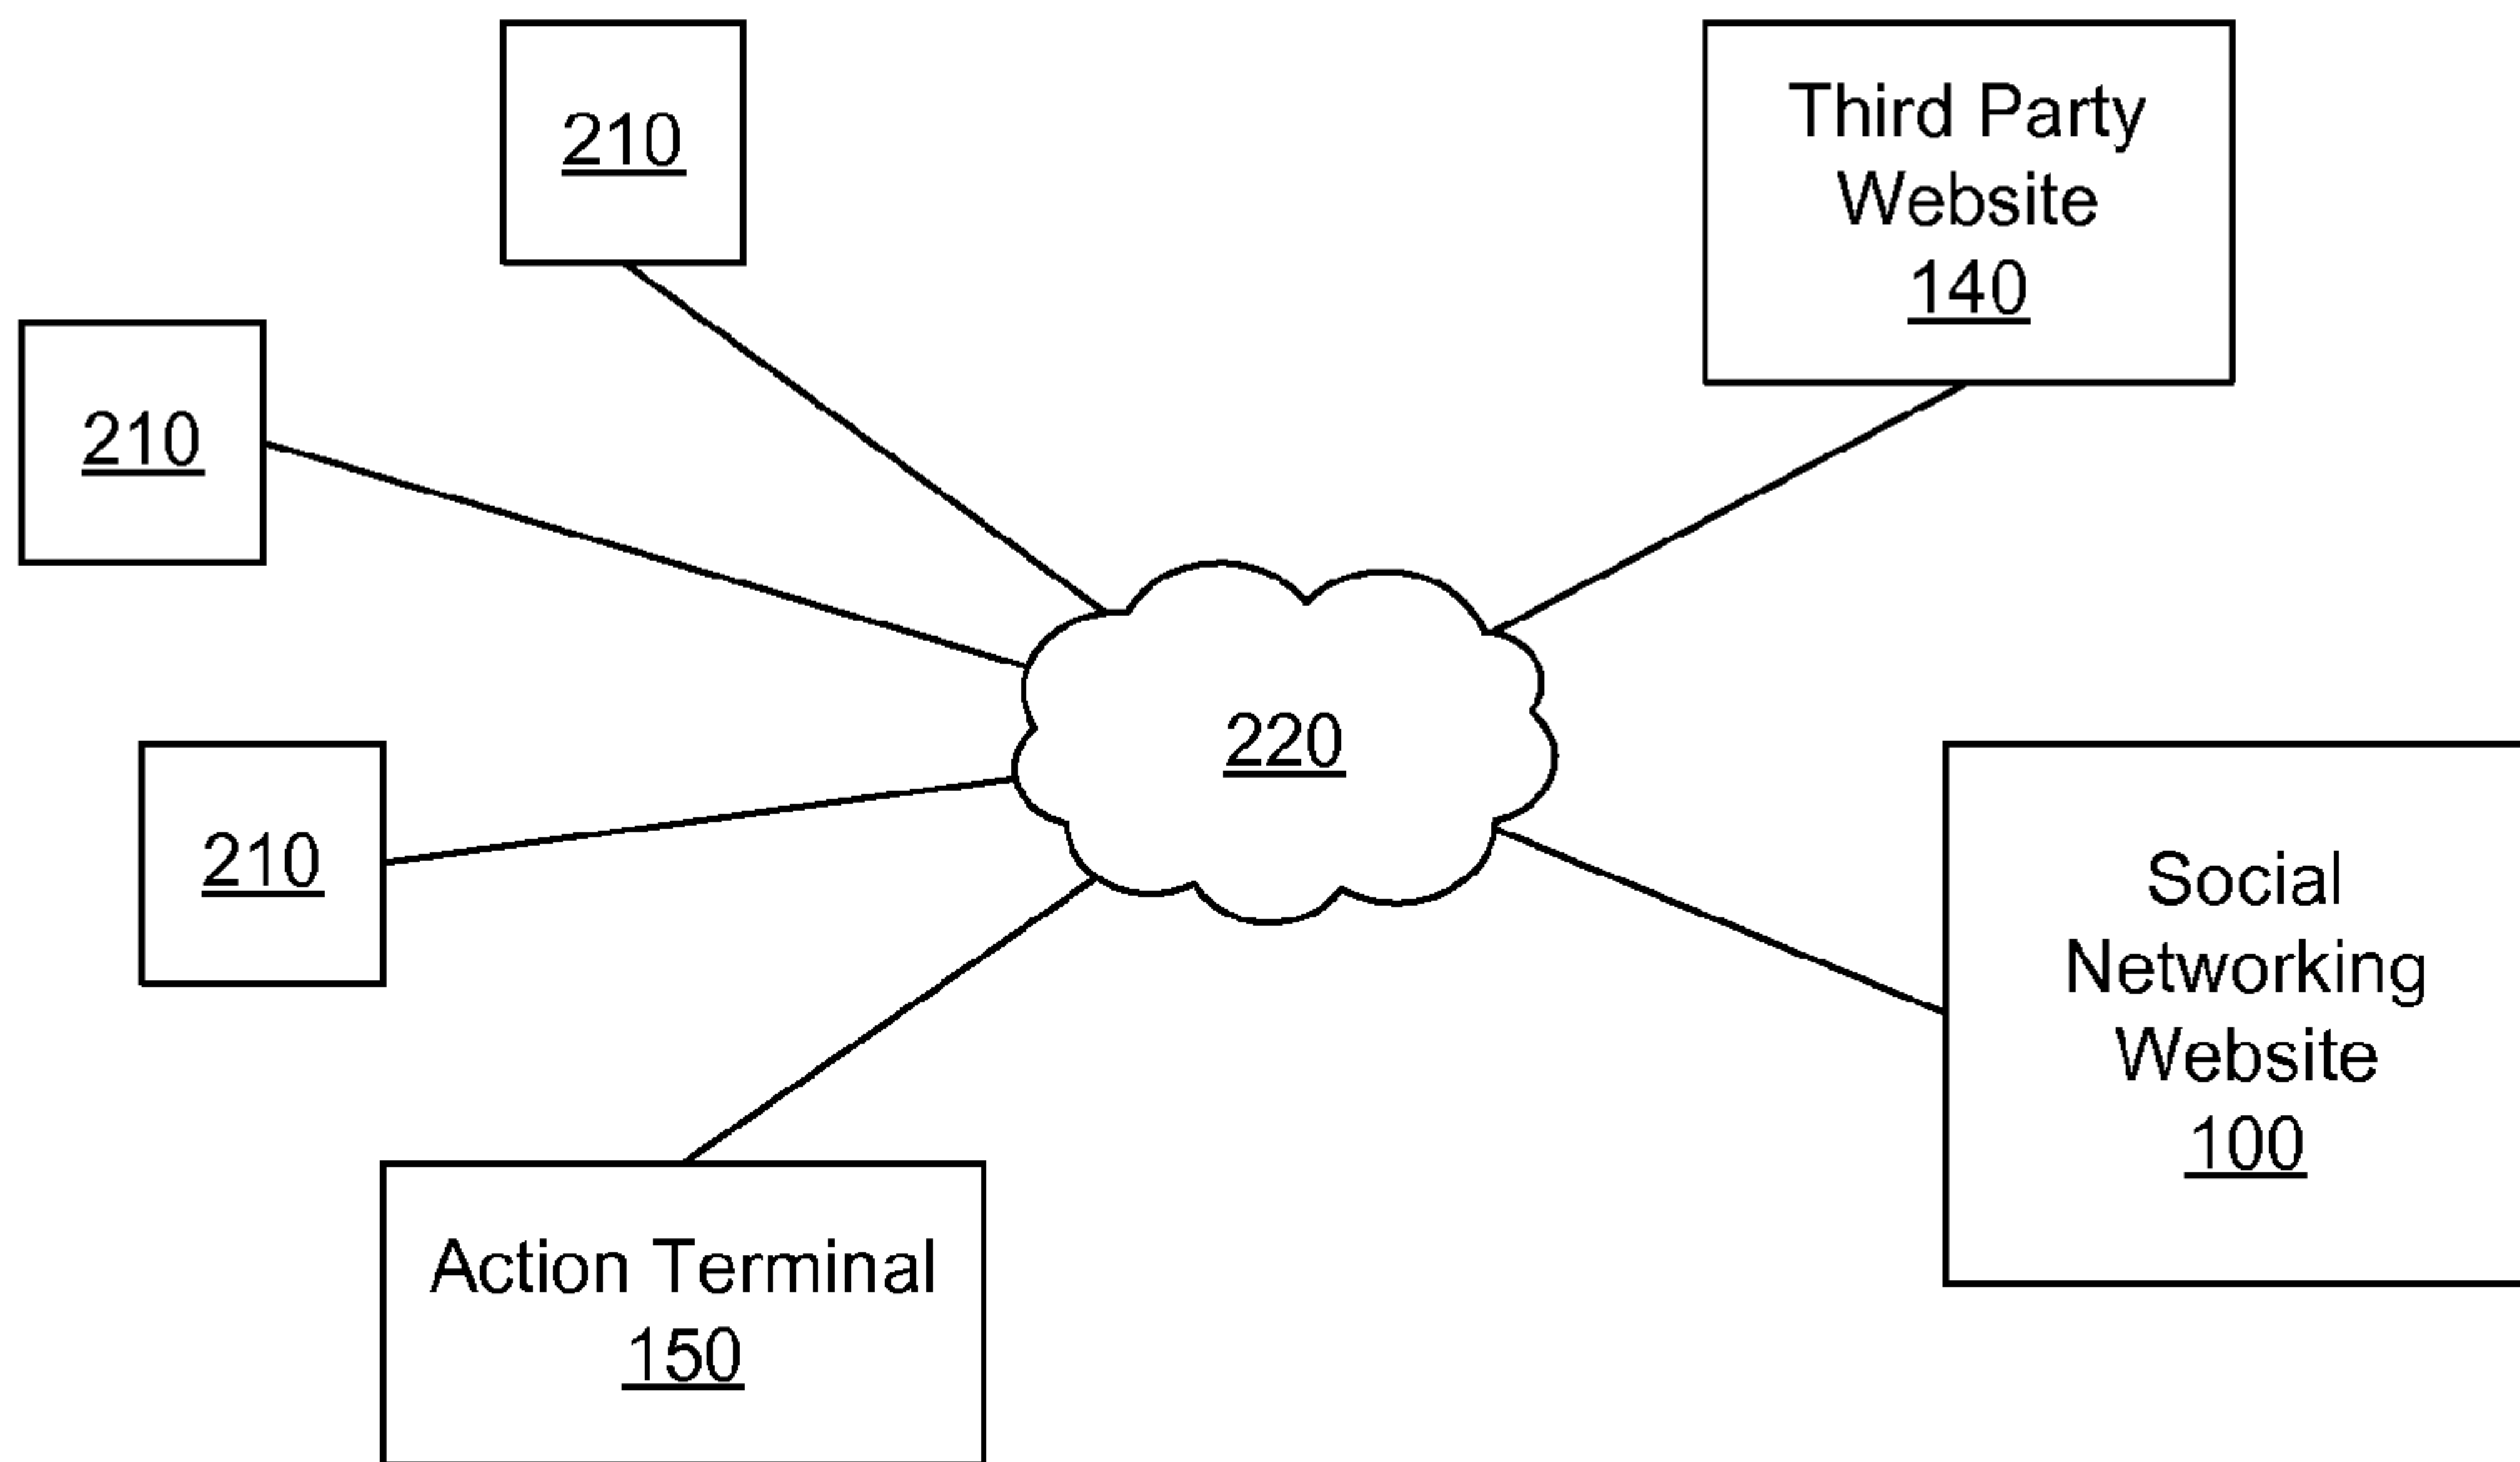 210
Third Party
Website
140
210
220
210
Social
Networking
Website
100
Action Terminal
150